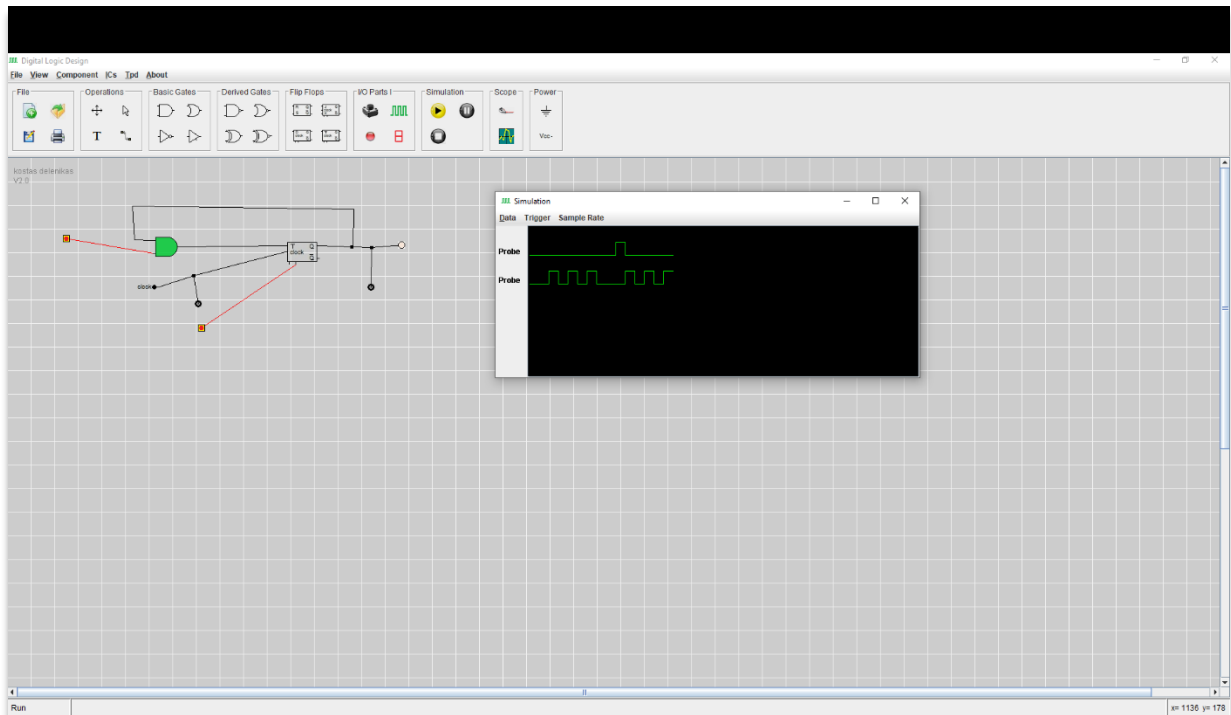 Digital Logic Design
File View Component ICs Tpd About
File Operations Basic Gates Derived Gates Flip Flops I/O Parts I Simulation Scope Power
T Vcc-
kostas delenikas
V2.0
Simulation
Data Trigger Sample Rate
Probe
Probe
T Q
clock
Q
clock
Run x= 1136 y= 178